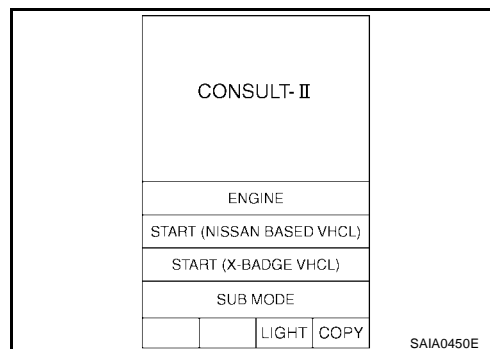 CONSULT-II
ENGINE
START (NISSAN BASED VHCL)
START (X-BADGE VHCL)
SUB MODE
LIGHT COPY
SAIA0450E